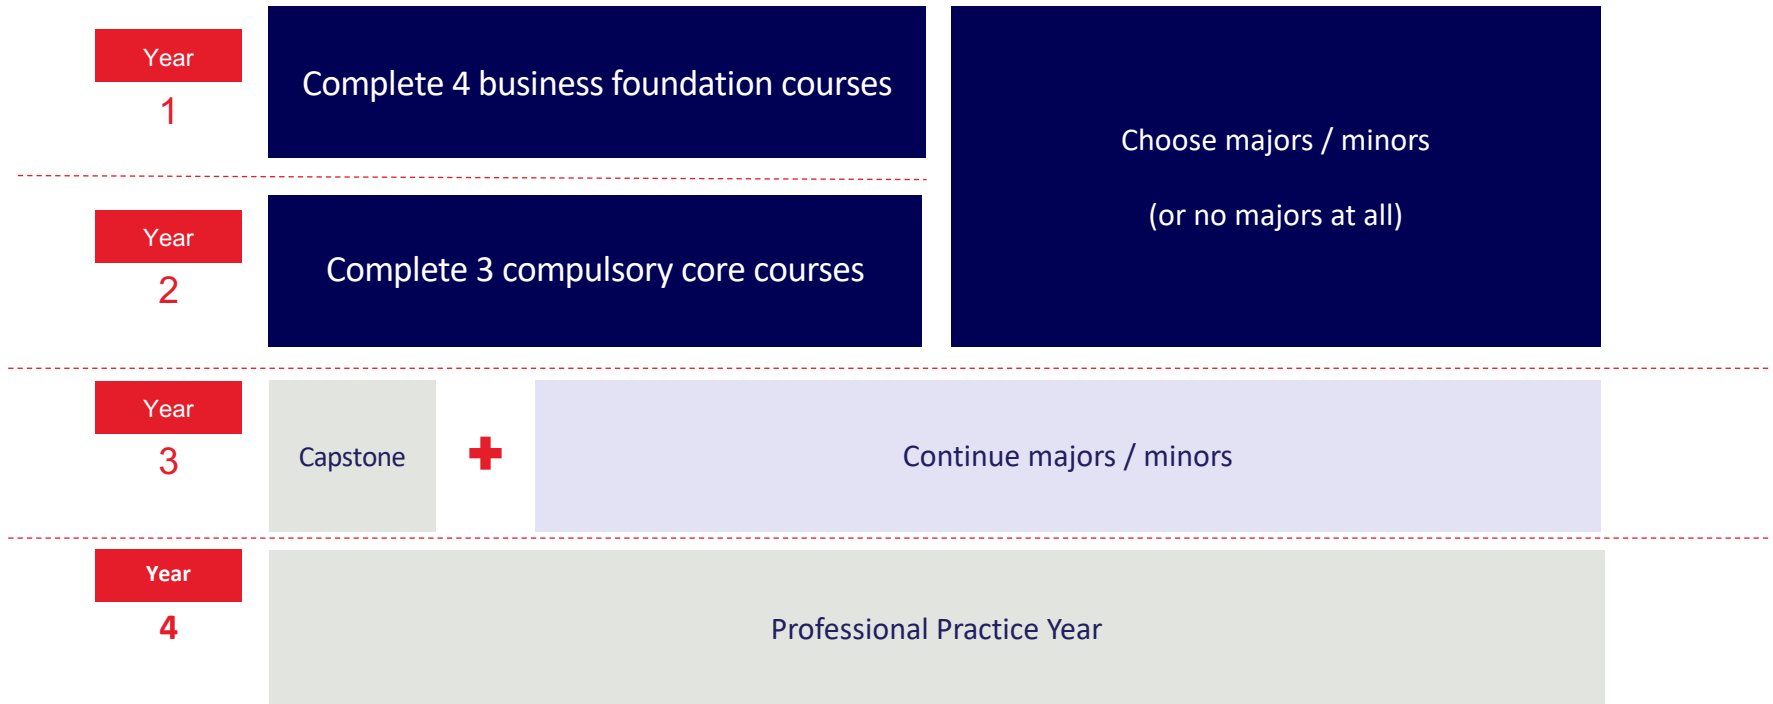 Year
1
Complete 4 business foundation courses
Choose majors / minors
(or no majors at all)
Year
2
Complete 3 compulsory core courses
Year
3
Capstone
Continue majors / minors
Year
4
Professional Practice Year